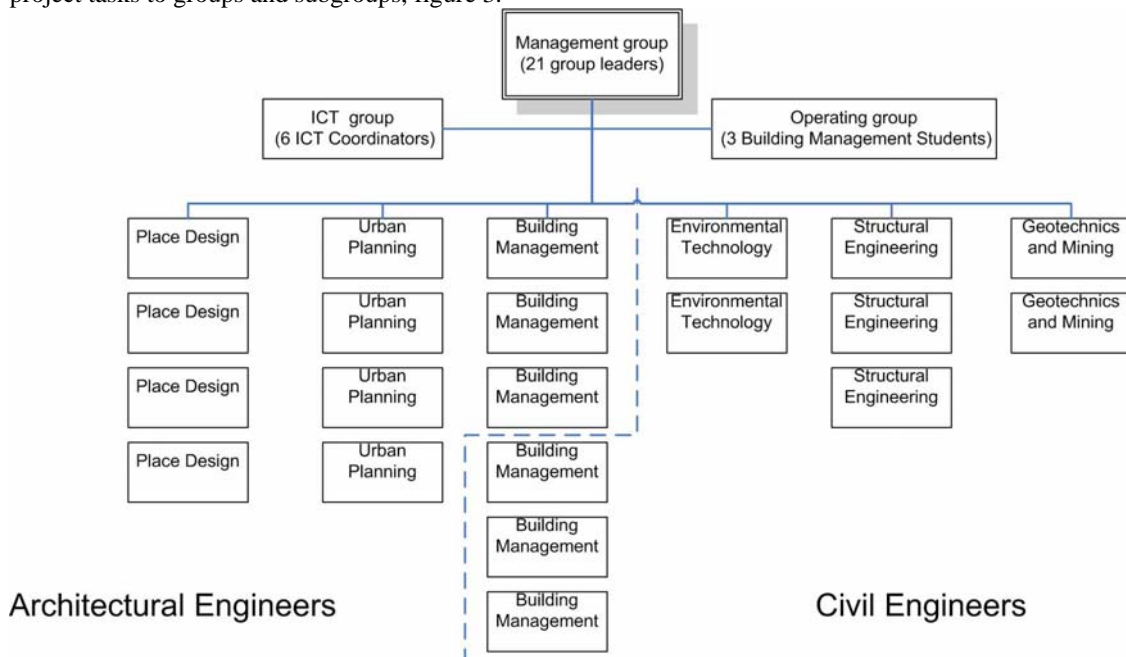 project tasks to groups and subgroups, figure 3.
Management group
(21 group leaders)
ICT group
(6 ICT Coordinators)
Operating group
(3 Building Management Students)
Place Design
Urban
Planning
Building
Management
Environmental
Technology
Structural
Engineering
Geotechnics
and Mining
Place Design
Urban
Planning
Building
Management
Environmental
Technology
Structural
Engineering
Geotechnics
and Mining
Place Design
Urban
Planning
Building
Management
Structural
Engineering
Place Design
Urban
Planning
Building
Management
Building
Management
Building
Management
Architectural Engineers
Civil Engineers